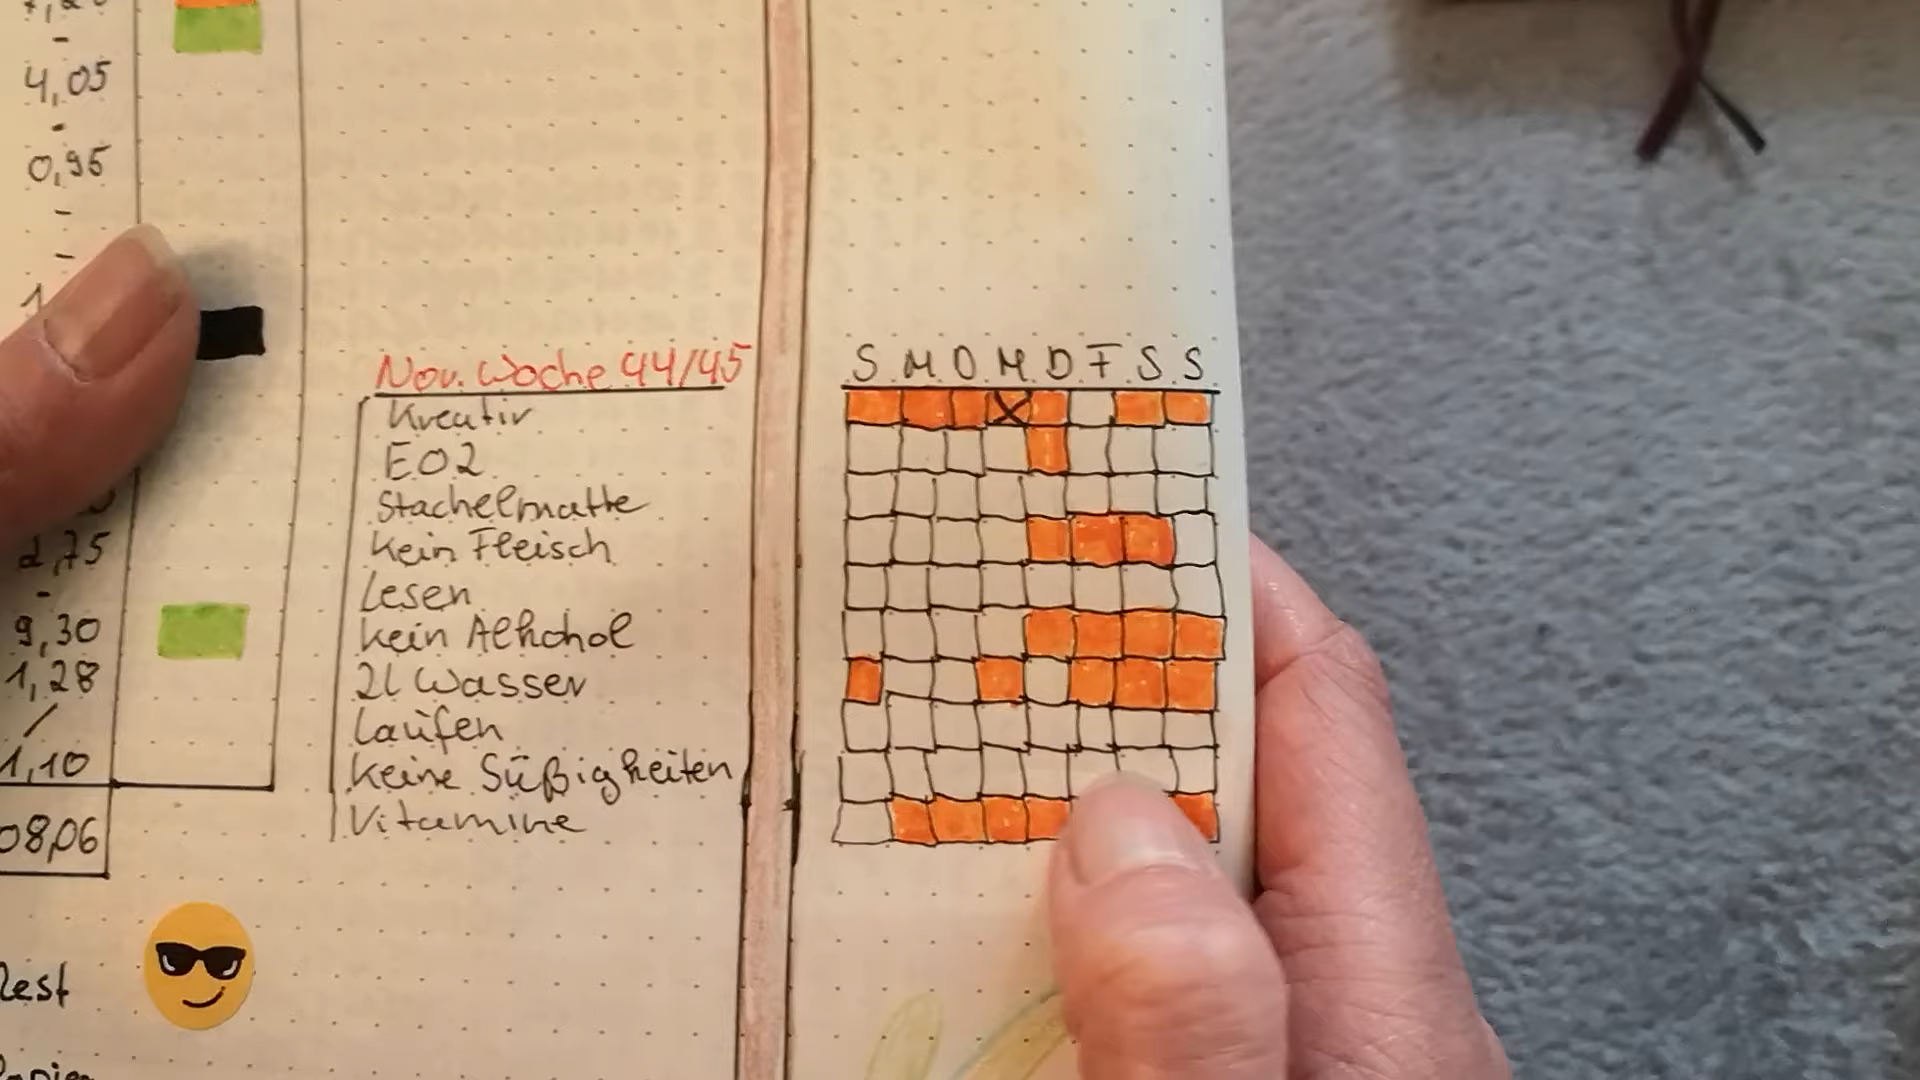 4,05
-
0,95
-
-
2,75
-
9,30
1,28
/
1,10
08,06
Rest
Nov. Woche 44/45
S M D M D F S S
Kreativ
EO2
Stachelmatte
Kein Fleisch
Lesen
Kein Alkohol
2l Wasser
Laufen
Keine Süßigkeiten
Vitamine